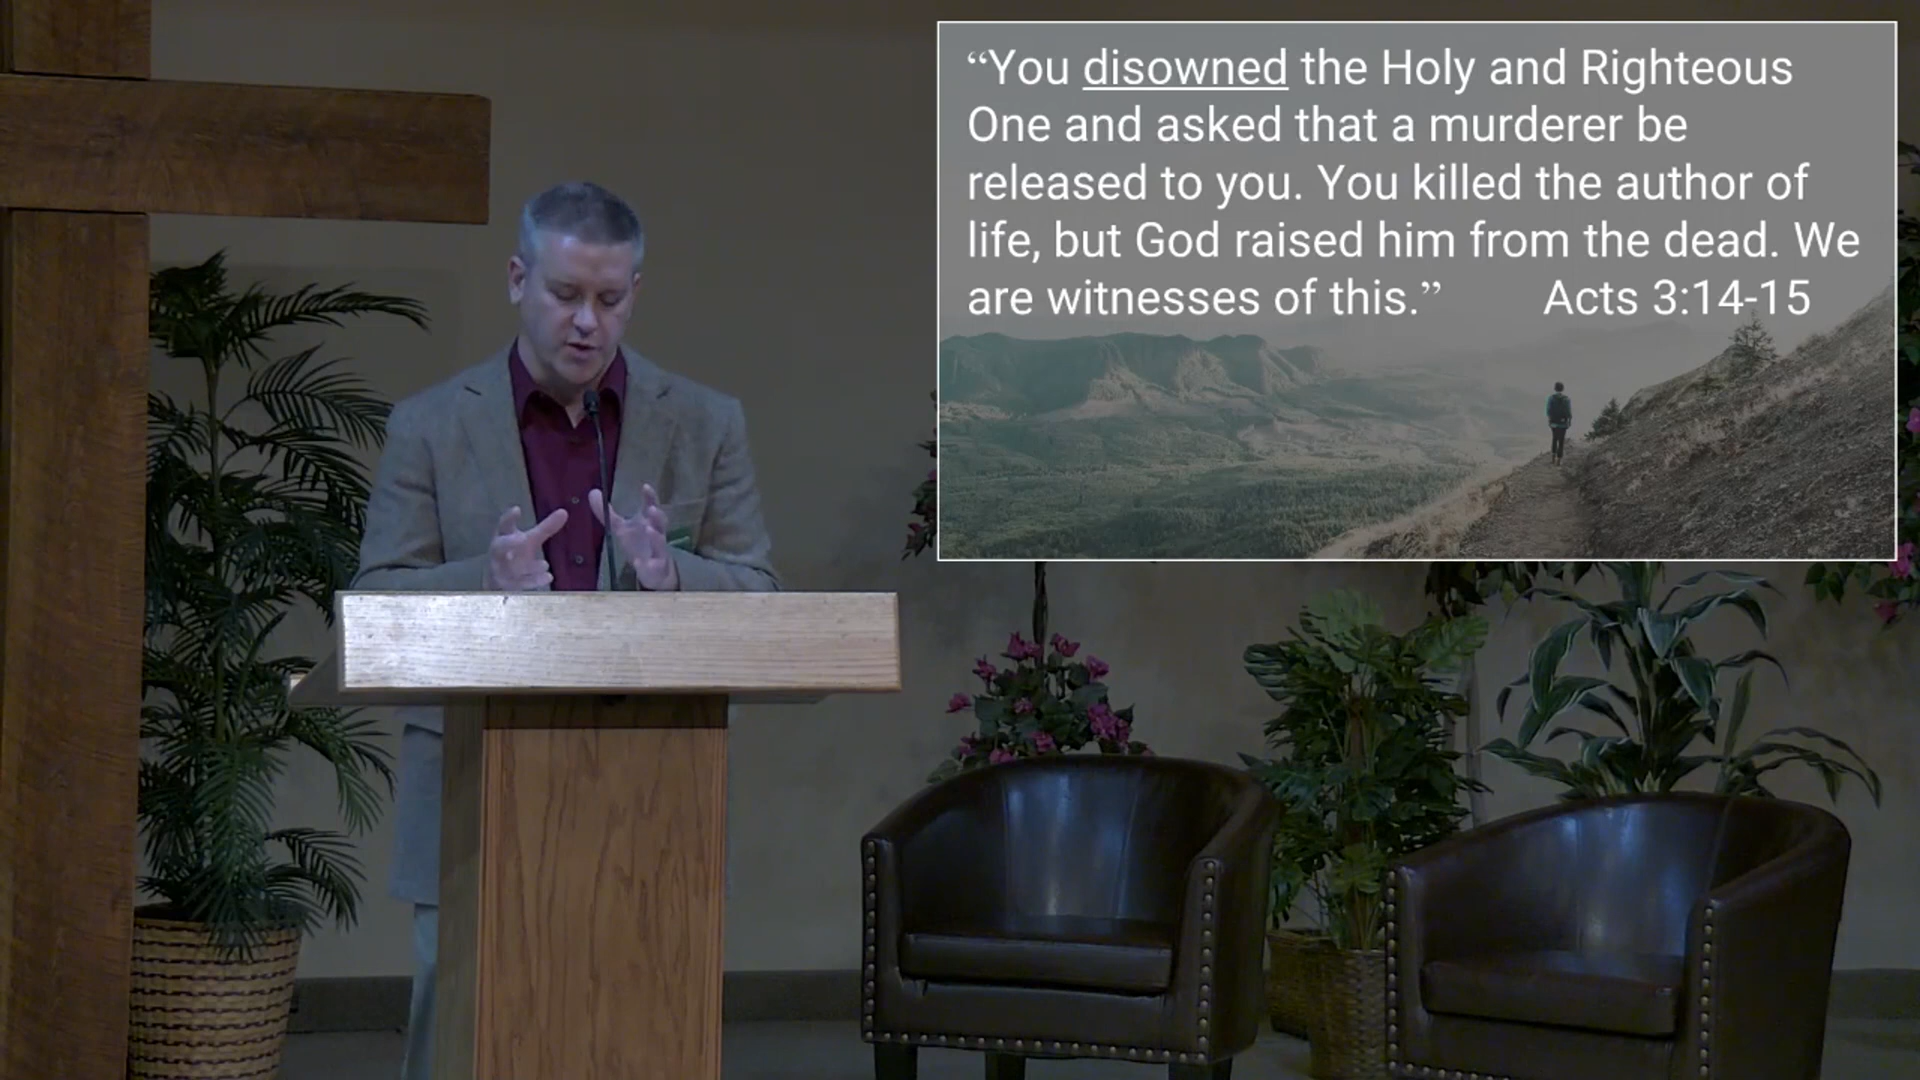 “You disowned the Holy and Righteous
One and asked that a murderer be
released to you. You killed the author of
life, but God raised him from the dead. We
are witnesses of this.” Acts 3:14-15